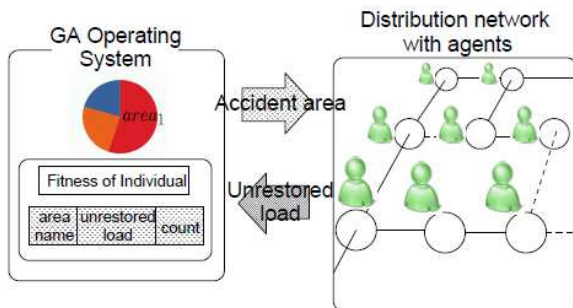 GA Operating
System
area1
Fitness of Individual
area
name
unrestored
load
count
Accident area
Unrestored
load
Distribution network
with agents